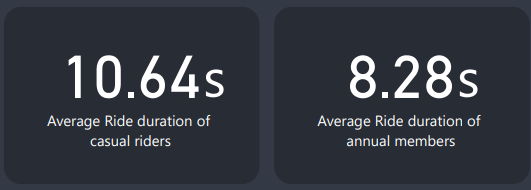 10.64s
Average Ride duration of
casual riders
8.28s
Average Ride duration of
annual members